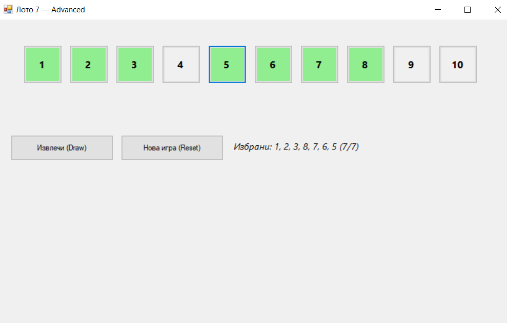 Лото 7 — Advanced
1 2 3 4 5 6 7 8 9 10
Извлечи (Draw) Нова игра (Reset) Избрани: 1, 2, 3, 8, 7, 6, 5 (7/7)